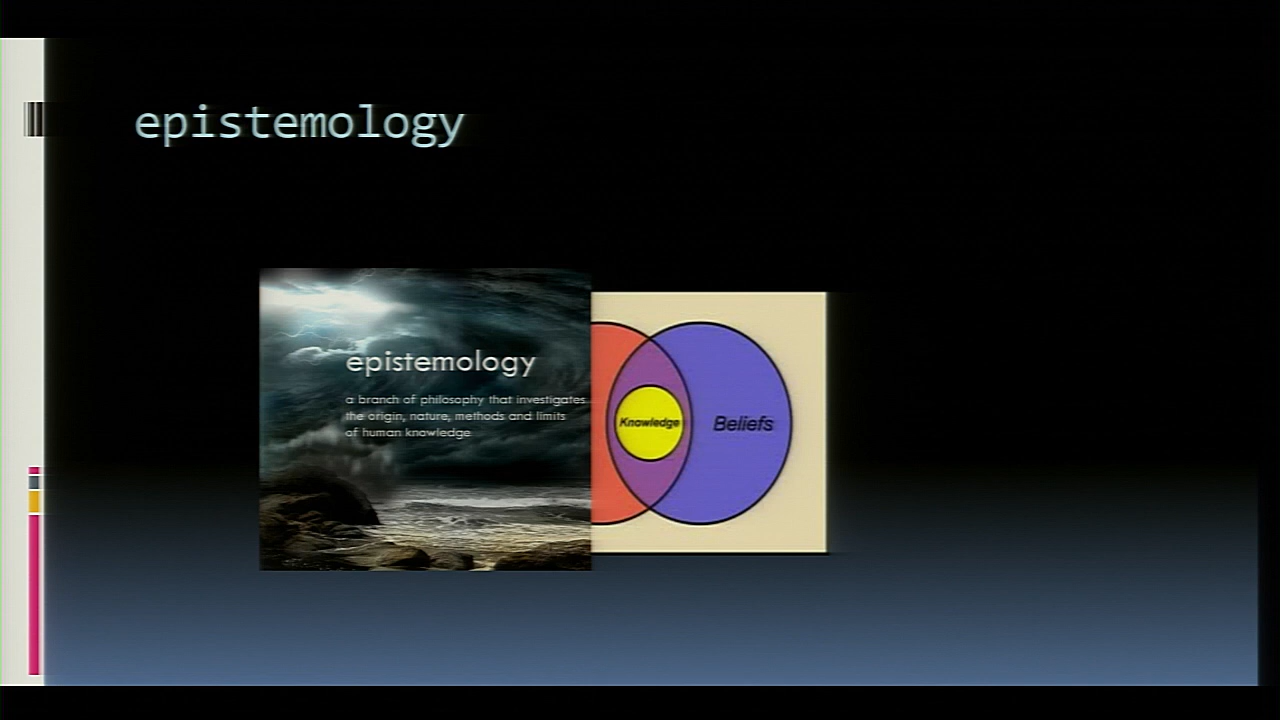 epistemology
epistemology
a branch of philosophy that investigates
the origin, nature, methods and limits
of human knowledge
Knowledge
Beliefs